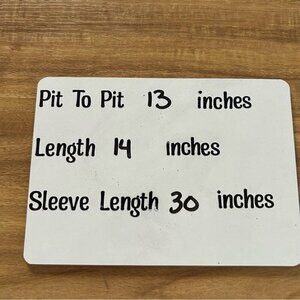 Pit To Pit 13 inches
Length 14 inches
Sleeve Length 30 inches